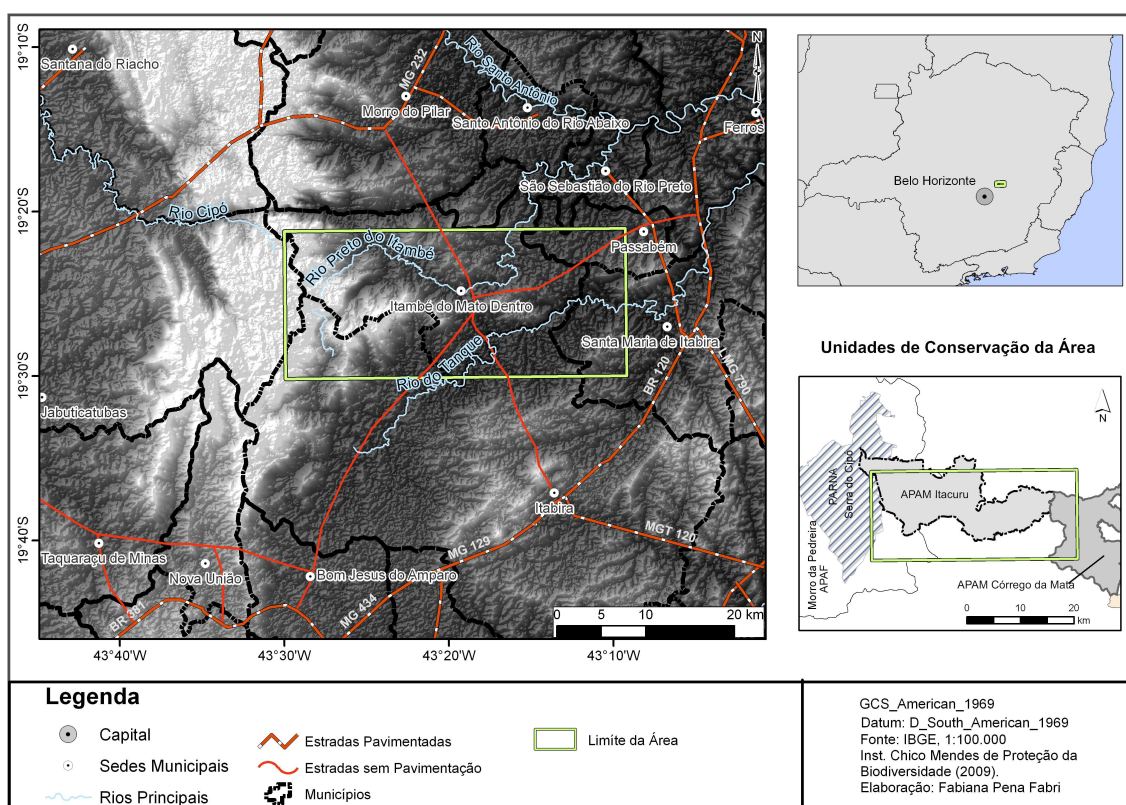 19°10'S
19°20'S
19°30'S
19°40'S
43°40'W
43°30'W
43°20'W
43°10'W
Santana do Riacho
MG 232
Rio Santo Antônio
N
Morro do Pilar
Santo Antônio do Rio Abaixo
Ferros
São Sebastião do Rio Preto
Rio Cipó
Rio Preto do Itambé
Passabém
Itambé do Mato Dentro
Santa Maria de Itabira
Rio do Tanque
BR 120
MG 790
Jabuticatubas
Itabira
MGT 120
MG 129
Taquaraçu de Minas
Nova União
Bom Jesus do Amparo
BR 381
MG 434
0 5 10 20 km
Belo Horizonte
Unidades de Conservação da Área
N
PARNA
Serra do Cipó
Morro da Pedreira
APAF
APAM Itacuru
APAM Córrego da Mata
0 10 20
km
Legenda
Capital
Sedes Municipais
Rios Principais
Estradas Pavimentadas
Estradas sem Pavimentação
Municípios
Limite da Área
GCS_American_1969
Datum: D_South_American_1969
Fonte: IBGE, 1:100.000
Inst. Chico Mendes de Proteção da
Biodiversidade (2009).
Elaboração: Fabiana Pena Fabri